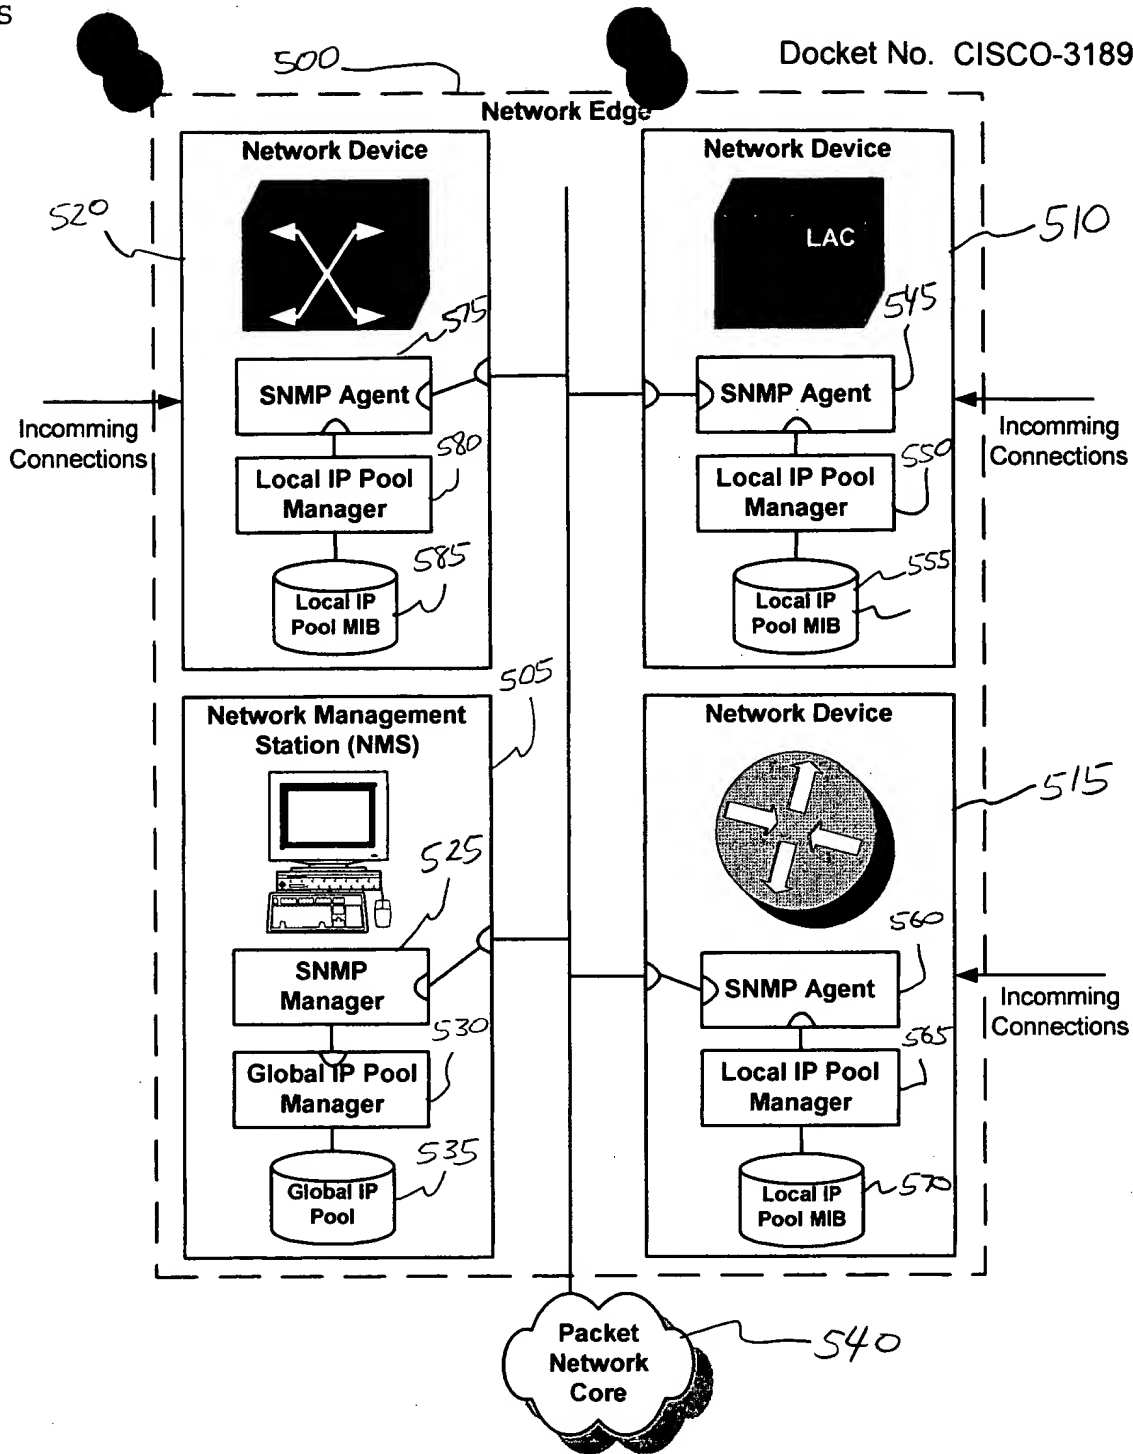 s
Docket No. CISCO-3189
500
Network Edge
Network Device
520
575
SNMP Agent
Incomming
Connections
580
Local IP Pool
Manager
585
Local IP
Pool MIB
Network Device
LAC
510
545
SNMP Agent
Incomming
Connections
550
Local IP Pool
Manager
555
Local IP
Pool MIB
505
Network Management
Station (NMS)
525
SNMP
Manager
530
Global IP Pool
Manager
535
Global IP
Pool
Network Device
515
560
SNMP Agent
Incomming
Connections
565
Local IP Pool
Manager
570
Local IP
Pool MIB
Packet
Network
Core
540